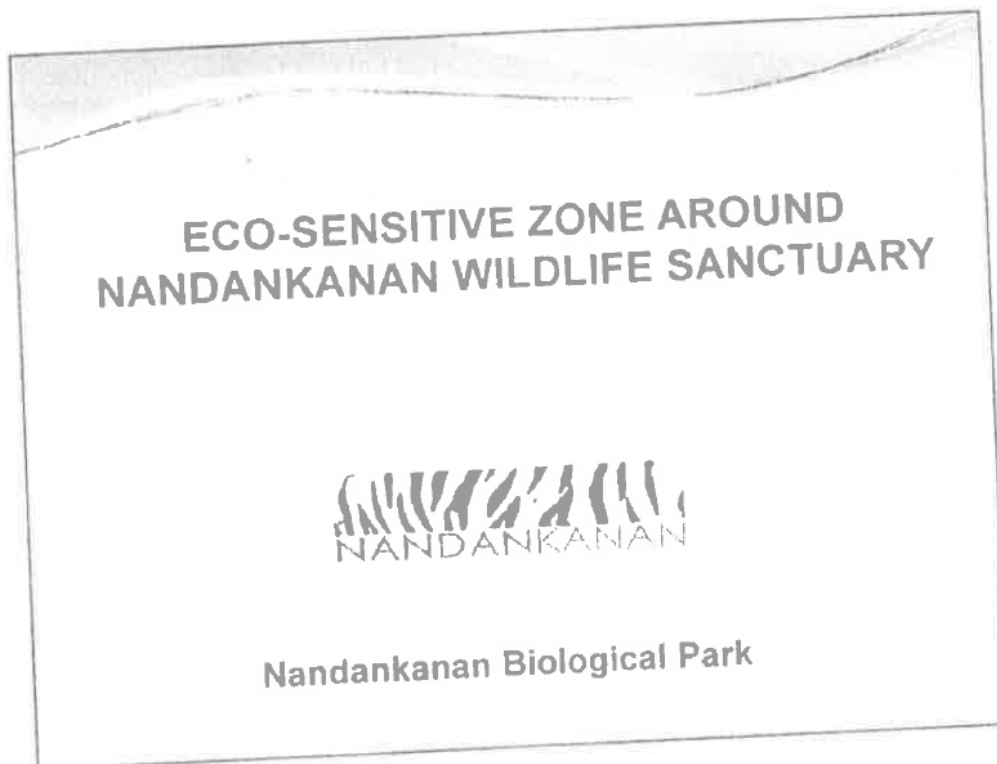 ECO-SENSITIVE ZONE AROUND
NANDANKANAN WILDLIFE SANCTUARY
NANDANKANAN
Nandankanan Biological Park